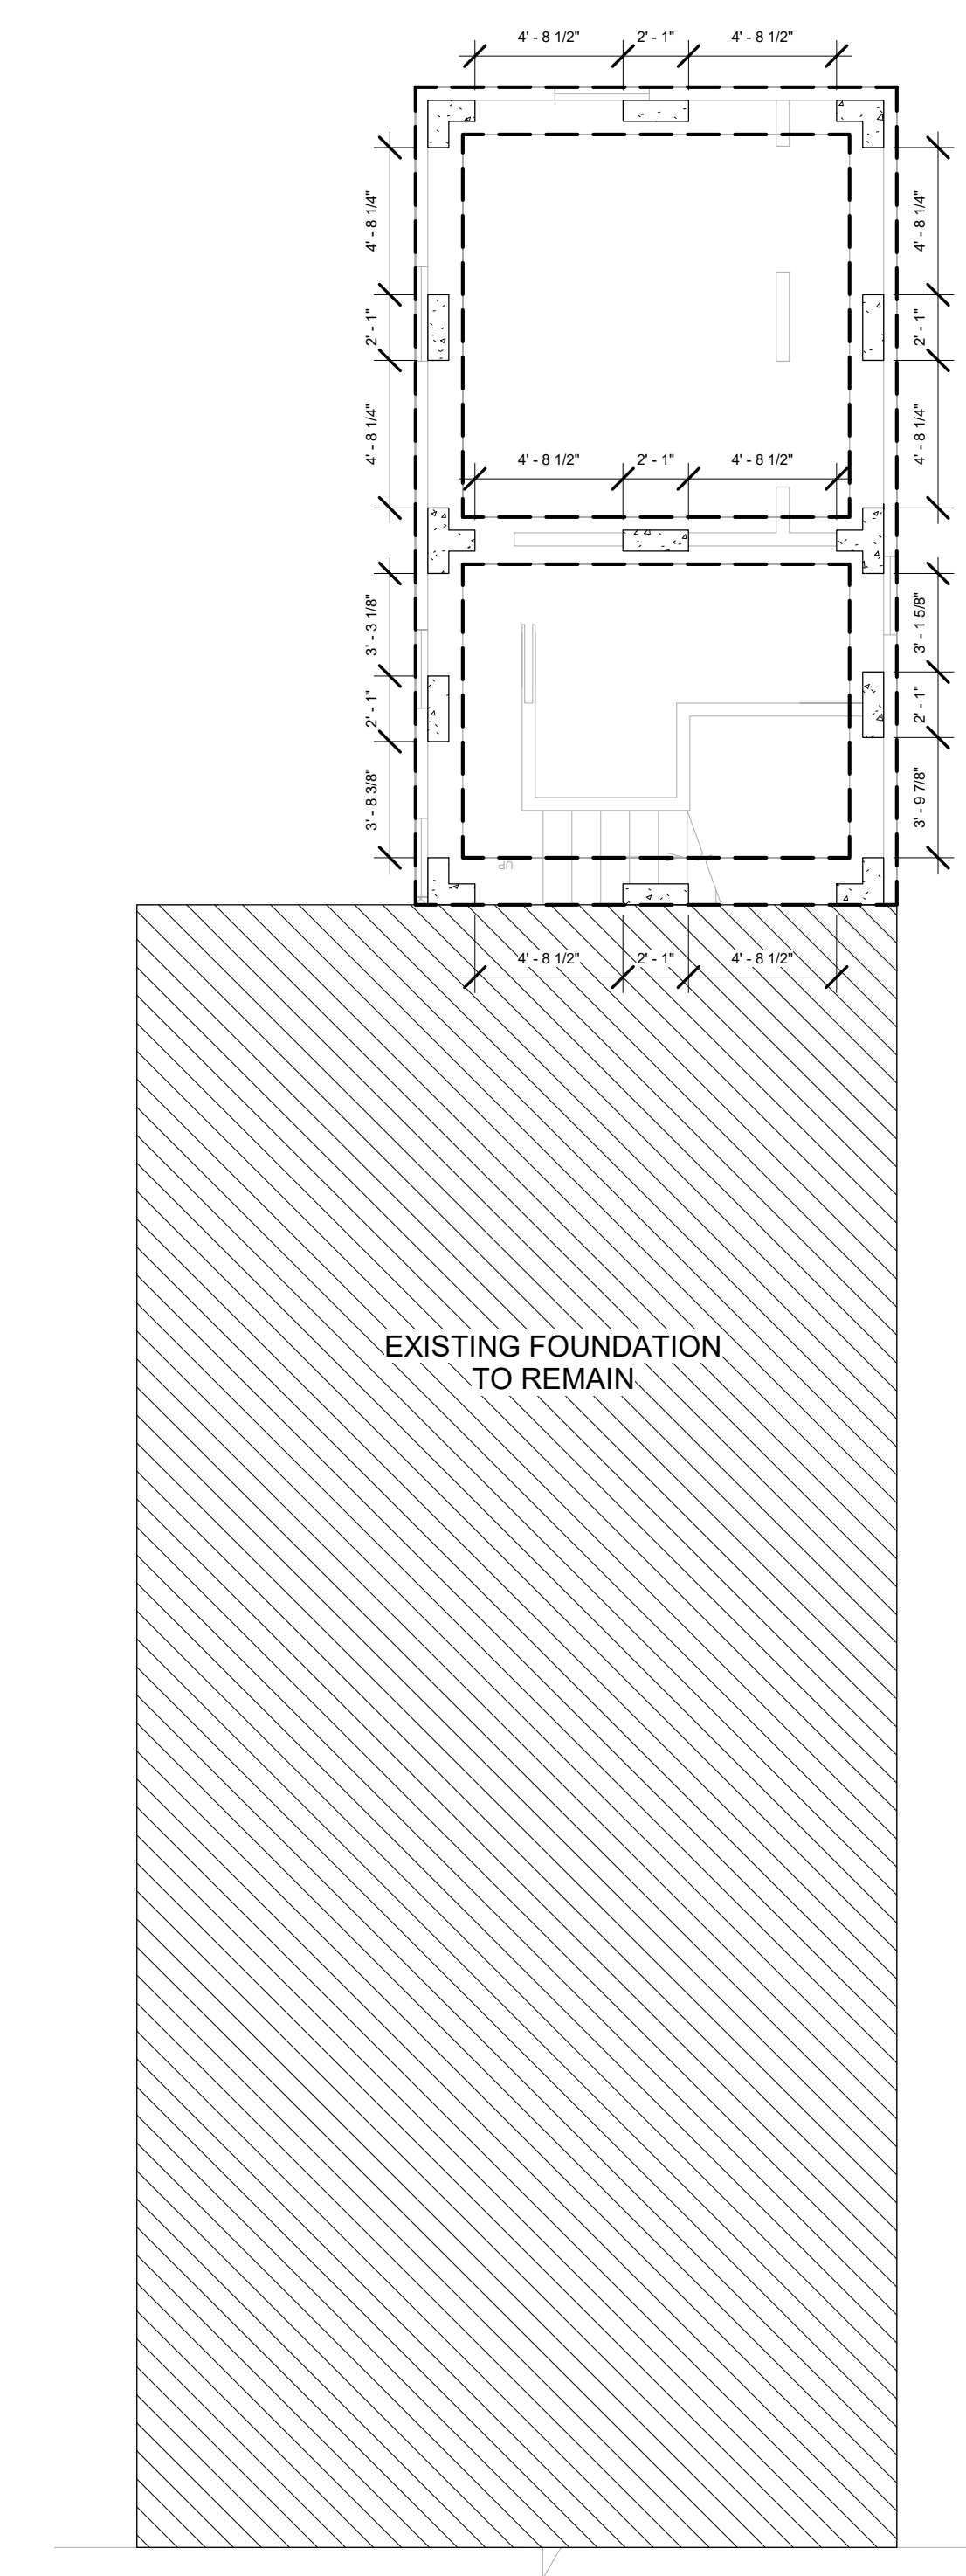 4' - 8 1/2" 2' - 1" 4' - 8 1/2"
4' - 8 1/4"
4' - 8 1/4"
2' - 1"
2' - 1"
4' - 8 1/4"
4' - 8 1/4"
4' - 8 1/2" 2' - 1" 4' - 8 1/2"
3' - 3 1/8"
3' - 1 5/8"
2' - 1"
2' - 1"
3' - 8 3/8"
3' - 9 7/8"
UP
4' - 8 1/2" 2' - 1" 4' - 8 1/2"
EXISTING FOUNDATION
TO REMAIN